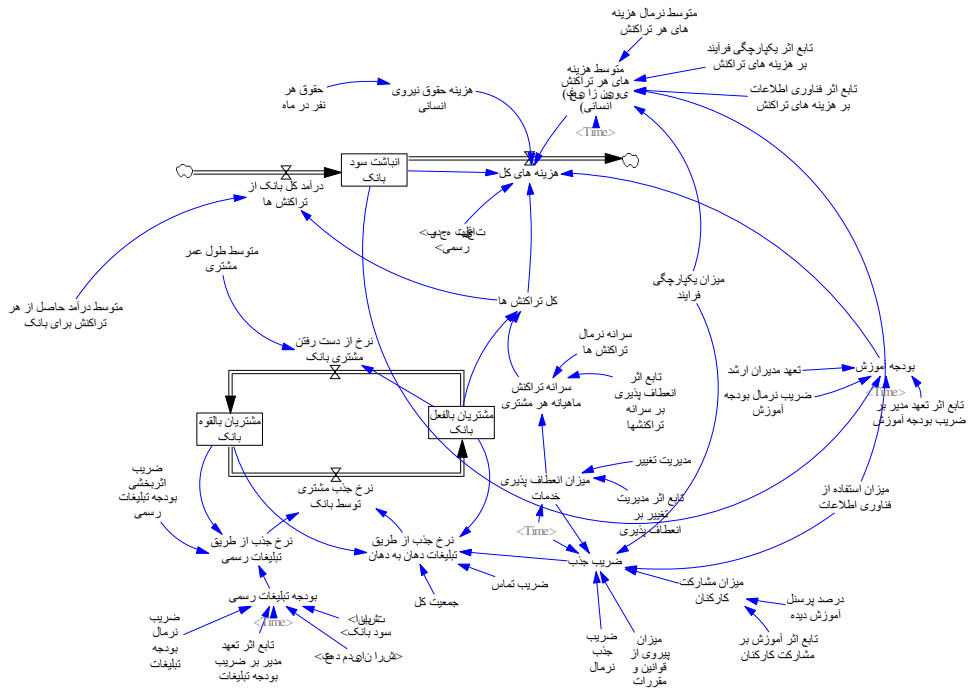 متوسط نرمال هزینه
های هر تراکنش
تابع اثر یکپارچگی فرآیند
بر هزینه های تراکنش
متوسط هزینه
های هر تراکنش
انسانی)
تابع اثر فناوری اطلاعات
بر هزینه های تراکنش
هزینه حقوق نیروی
انسانی
حقوق هر
نفر در ماه
<Time>
انباشت سود
بانک
هزینه های کل
درآمد کل بانک از
تراکنش ها
رسمی>
متوسط طول عمر
مشتری
میزان یکپارچگی
فرایند
کل تراکنش ها
متوسط درآمد حاصل از هر
تراکنش برای بانک
سرانه نرمال
تراکنش ها
نرخ از دست رفتن
مشتری بانک
سرانه تراکنش
ماهیانه هر مشتری
تابع اثر
انعطاف پذیری
بر سرانه
تراکنشها
بودجه آموزش
تعهد مدیران ارشد
<Time>
ضریب نرمال بودجه
آموزش
تابع اثر تعهد مدیر بر
ضریب بودجه آموزش
مشتریان بالفعل
بانک
مشتریان بالقوه
بانک
مدیریت تغییر
میزان انعطاف پذیری
خدمات
ضریب
اثربخشی
بودجه تبلیغات
رسمی
نرخ جذب مشتری
توسط بانک
میزان استفاده از
فناوری اطلاعات
تابع اثر مدیریت
تغییر بر
انعطاف پذیری
<Time>
نرخ جذب از طریق
تبلیغات رسمی
نرخ جذب از طریق
تبلیغات دهان به دهان
ضریب جذب
ضریب تماس
میزان مشارکت
کارکنان
درصد پرسنل
آموزش دیده
جمعیت کل
بودجه تبلیغات رسمی
<Time>
سود بانک>
ضریب
نرمال
بودجه
تبلیغات
تابع اثر تعهد
مدیر بر ضریب
بودجه تبلیغات
ضریب
جذب
نرمال
میزان
پیروی از
قوانین و
مقررات
تابع اثر آموزش بر
مشارکت کارکنان